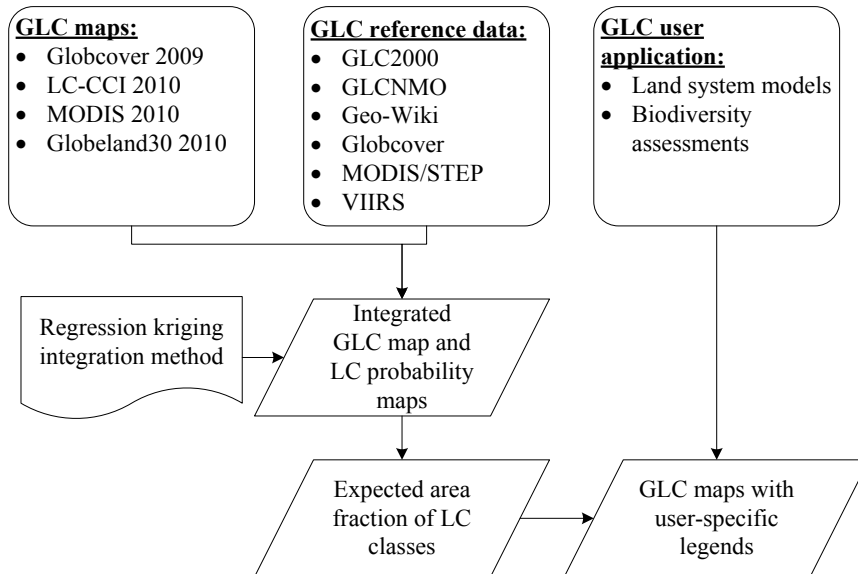 GLC maps:
• Globcover 2009
• LC-CCI 2010
• MODIS 2010
• Globeland30 2010
GLC reference data:
• GLC2000
• GLCNMO
• Geo-Wiki
• Globcover
• MODIS/STEP
• VIIRS
GLC user
application:
• Land system models
• Biodiversity
assessments
Regression kriging
integration method
Integrated
GLC map and
LC probability
maps
Expected area
fraction of LC
classes
GLC maps with
user-specific
legends